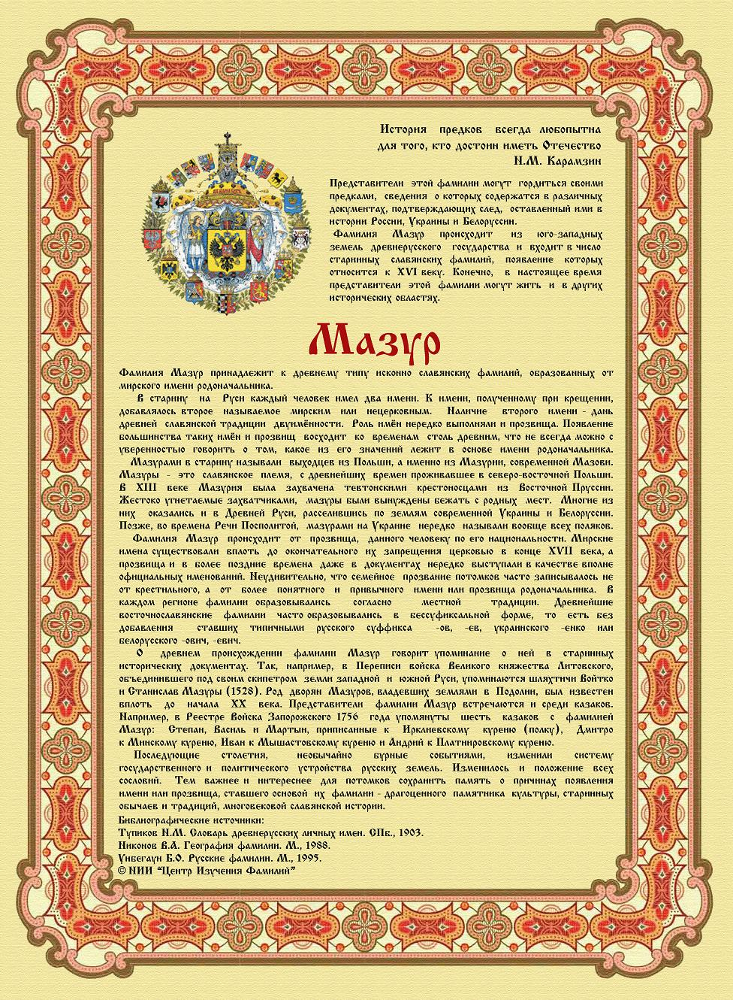 История предков всегда любопытна
для того, кто достоин иметь Отечество
Н.М. Карамзин
Представители этой фамилии могут гордиться своими
предками, сведения о которых содержатся в различных
документах, подтверждающих след, оставленный ими в
истории России, Украины и Белоруссии.
Фамилия Мазур происходит из юго-западных
земель древнерусского государства и входит в число
старинных славянских фамилий, появление которых
относится к XVI веку. Конечно, в настоящее время
представители этой фамилии могут жить и в других
исторических областях.
Мазур
Фамилия Мазур принадлежит к древнему типу исконно славянских фамилий, образованных от
мирского имени родоначальника.
В старину на Руси каждый человек имел два имени. К имени, полученному при крещении,
добавлялось второе называемое мирским или нецерковным. Наличие второго имени - дань
древней славянской традиции двуимённости. Роль имён нередко выполняли и прозвища. Появление
большинства таких имён и прозвищ восходит ко временам столь древним, что не всегда можно с
уверенностью говорить о том, какое из его значений лежит в основе имени родоначальника.
Мазурами в старину называли выходцев из Польши, а именно из Мазурии, современной Мазови.
Мазуры - это славянское племя, с древнейших времен проживавшее в северо-восточной Польши.
В XIII веке Мазурия была захвачена тевтонскими крестоносцами из Восточной Пруссии.
Жестоко угнетаемые захватчиками, мазуры были вынуждены бежать с родных мест. Многие из
них оказались и в Древней Руси, расселившись по землям современной Украины и Белоруссии.
Позже, во времена Речи Посполитой, мазурами на Украине нередко называли вообще всех поляков.
Фамилия Мазур происходит от прозвища, данного человеку по его национальности. Мирские
имена существовали вплоть до окончательного их запрещения церковью в конце XVII века, а
прозвища и в более поздние времена даже в документах нередко выступали в качестве вполне
официальных именований. Неудивительно, что семейное прозвание потомков часто записывалось не
от крестильного, а от более понятного и привычного имени или прозвища родоначальника. В
каждом регионе фамилии образовывались согласно местной традиции. Древнейшие
восточнославянские фамилии часто образовывались в бессуфиксальной форме, то есть без
добавления ставших типичными русского суффикса -ов, -ев, украинского -енко или
белорусского -ович, -евич.
О древнем происхождении фамилии Мазур говорит упоминание о ней в старинных
исторических документах. Так, например, в Переписи войска Великого княжества Литовского,
объединившего под своим скипетром земли западной и южной Руси, упоминаются шляхтичи Войтко
и Станислав Мазуры (1528). Род дворян Мазуров, владевших землями в Подолии, был известен
вплоть до начала XX века. Представители фамилии Мазур встречаются и среди казаков.
Например, в Реестре Войска Запорожского 1756 года упомянуты шесть казаков с фамилией
Мазур: Степан, Василь и Мартын, приписанные к Ирклиевскому куреню (полку), Дмитро
к Минскому куреню, Иван к Мышастовскому куреню и Андрий к Платнировскому куреню.
Последующие столетия, необычайно бурные событиями, изменили систему
государственного и политического устройства русских земель. Изменилось и положение всех
сословий. Тем важнее и интереснее для потомков сохранить память о причинах появления
имени или прозвища, ставшего основой их фамилии - драгоценного памятника культуры, старинных
обычаев и традиций, многовековой славянской истории.
Библиографические источники:
Тупиков Н.М. Словарь древнерусских личных имен. СПб., 1903.
Никонов В.А. География фамилии. М., 1988.
Унбегаун Б.О. Русские фамилии. М., 1995.
© НИИ "Центр Изучения Фамилий"